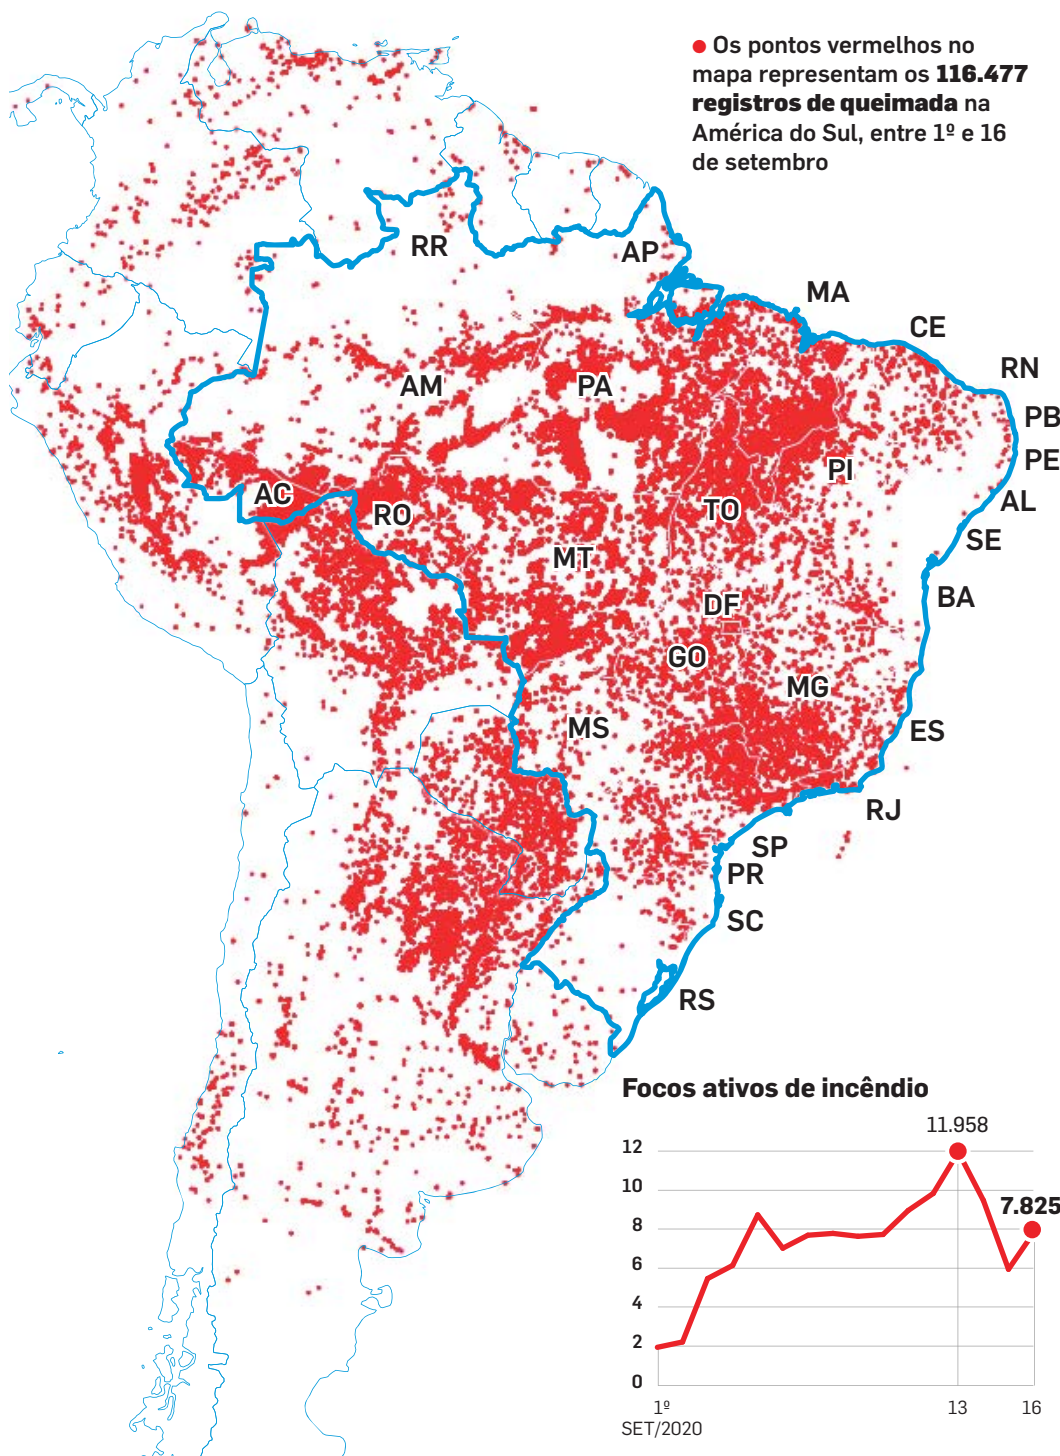 ● Os pontos vermelhos no
mapa representam os 116.477
registros de queimada na
América do Sul, entre 1º e 16
de setembro
RR
AP
MA
CE
RN
AM
PA
PB
PE
PI
AL
AC
RO
TO
SE
MT
BA
DF
GO
MG
MS
ES
RJ
SP
PR
SC
RS
Focos ativos de incêndio
11.958
12
10
7.825
8
6
4
2
0
1º
13
16
SET/2020